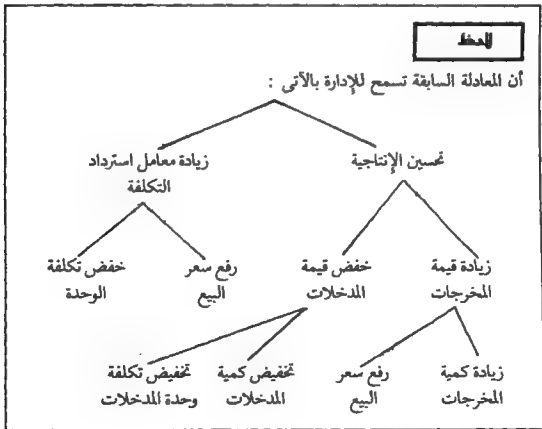 لاحظ
أن المعادلة السابقة تسمح للإدارة بالآتى :
تحسين الإنتاجية
زيادة معامل استرداد
التكلفة
زيادة قيمة
المخرجات
خفض قيمة
المدخلات
رفع سعر
البيع
خفض تكلفة
الوحدة
زيادة كمية
المخرجات
رفع سعر
البيع
تخفيض كمية
المدخلات
تخفيض تكلفة
وحدة المدخلات